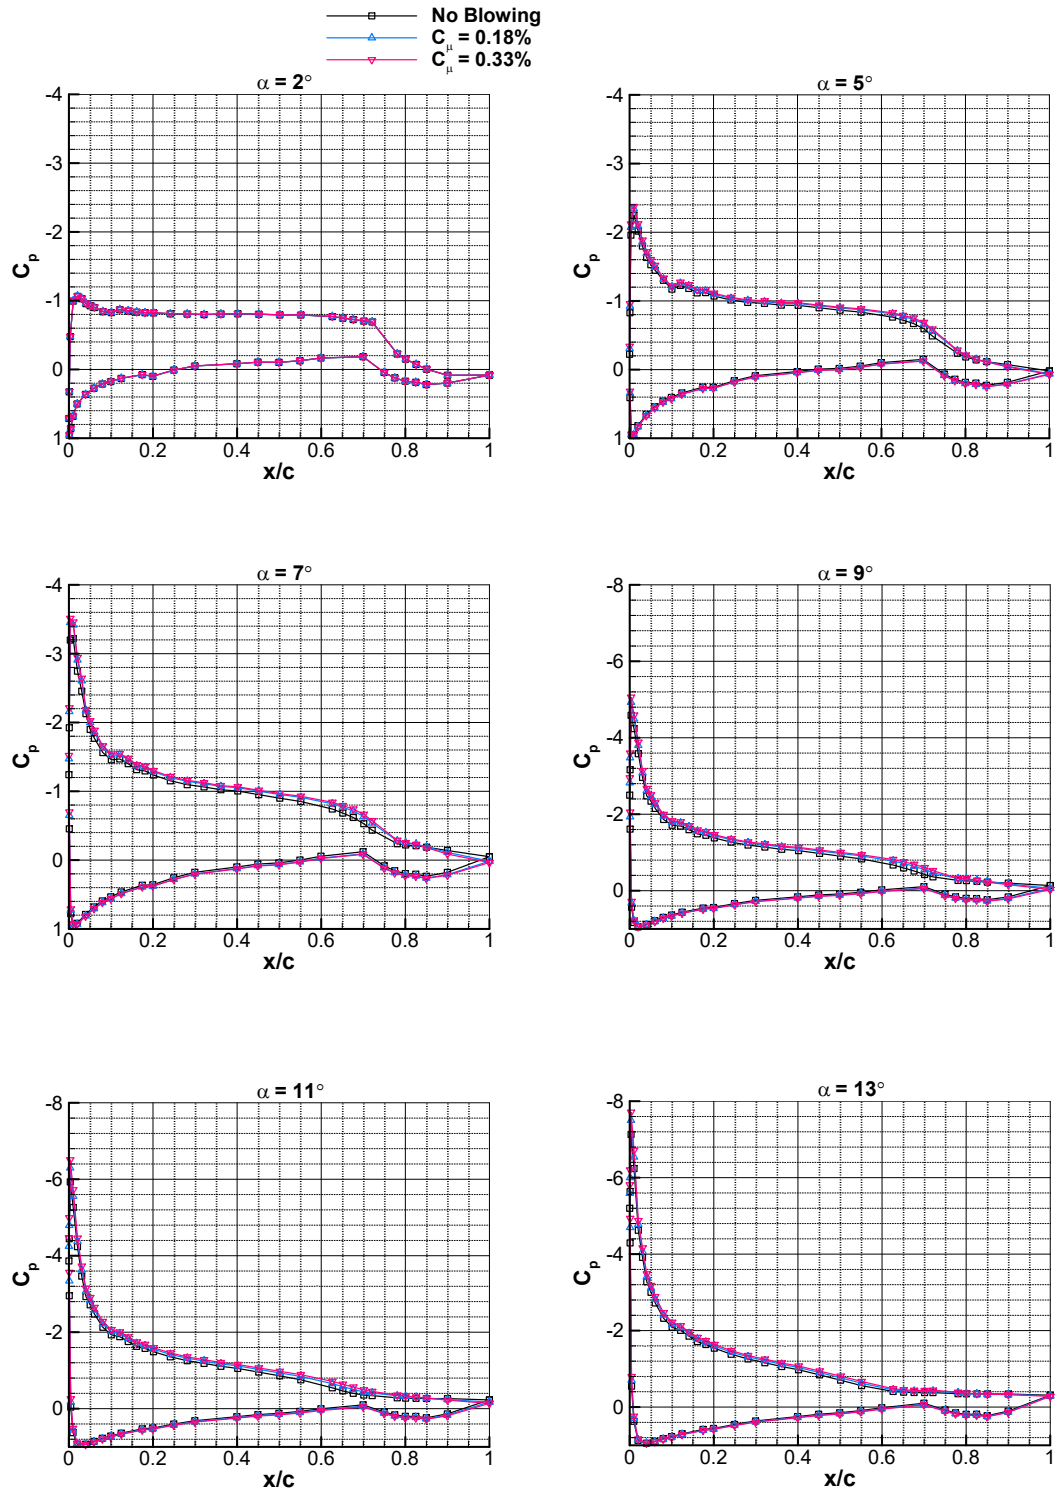 No Blowing
Cμ = 0.18%
Cμ = 0.33%
α = 2°
-4
-3
-2
-1
0
1
Cp
0 0.2 0.4 0.6 0.8 1
x/c
α = 5°
-4
-3
-2
-1
0
1
Cp
0 0.2 0.4 0.6 0.8 1
x/c
α = 7°
-4
-3
-2
-1
0
1
Cp
0 0.2 0.4 0.6 0.8 1
x/c
α = 9°
-8
-6
-4
-2
0
Cp
0 0.2 0.4 0.6 0.8 1
x/c
α = 11°
-8
-6
-4
-2
0
Cp
0 0.2 0.4 0.6 0.8 1
x/c
α = 13°
-8
-6
-4
-2
0
Cp
0 0.2 0.4 0.6 0.8 1
x/c